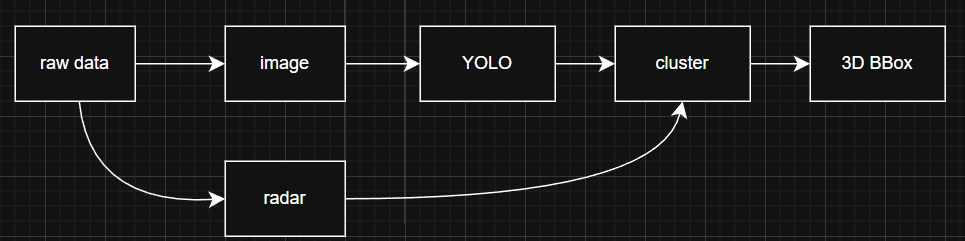 raw data
image
YOLO
cluster
3D BBox
radar